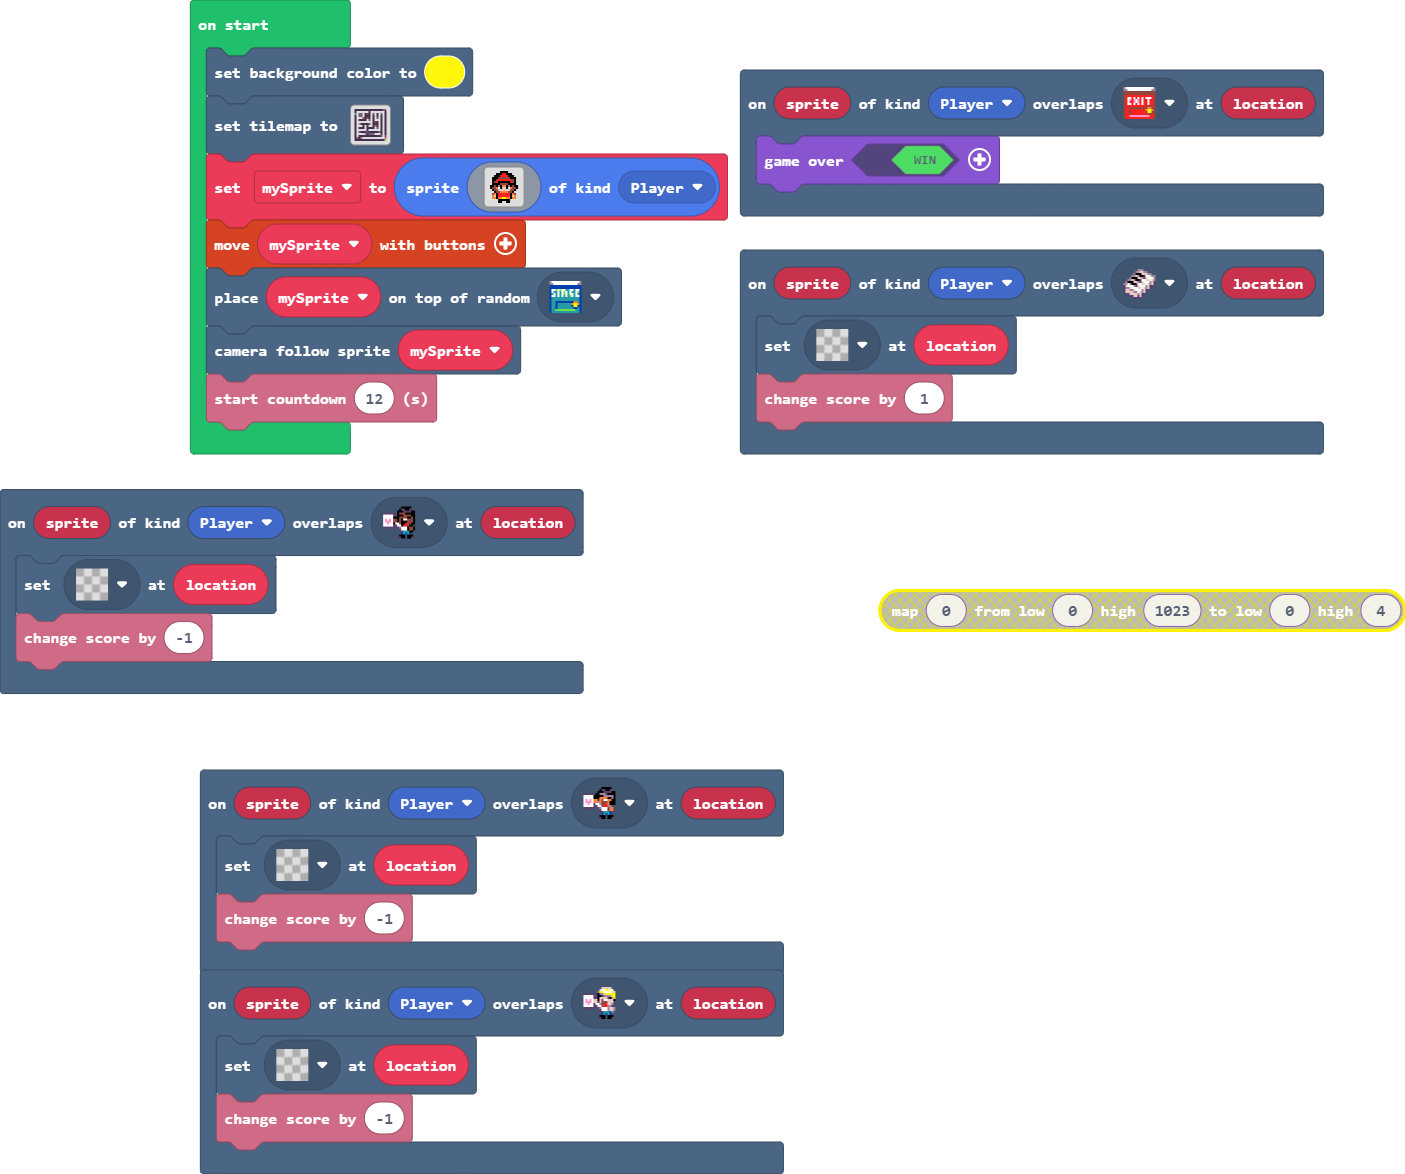 on start
set background color to
set tilemap to
set mySprite to sprite of kind Player
move mySprite with buttons
place mySprite on top of random STAGE
camera follow sprite mySprite
start countdown 12 (s)
on sprite of kind Player overlaps EXIT at location
game over WIN
on sprite of kind Player overlaps at location
set at location
change score by 1
on sprite of kind Player overlaps at location
set at location
change score by -1
map 0 from low 0 high 1023 to low 0 high 4
on sprite of kind Player overlaps at location
set at location
change score by -1
on sprite of kind Player overlaps at location
set at location
change score by -1